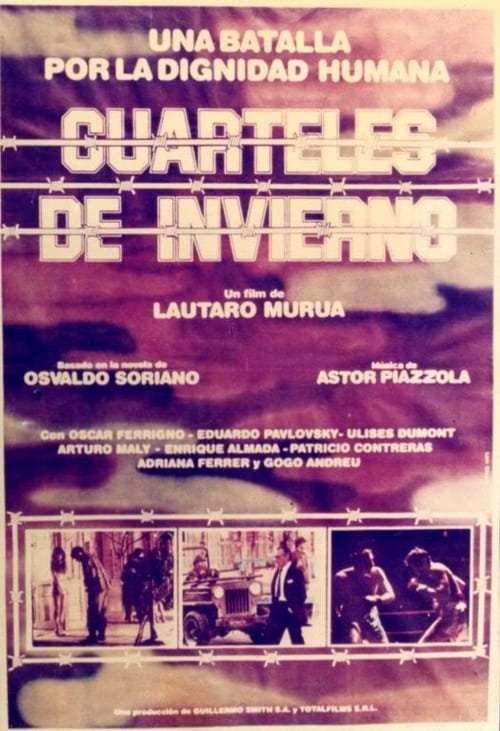 UNA BATALLA
POR LA DIGNIDAD HUMANA
CUARTELES
DE INVIERNO
Un film de
LAUTARO MURUA
Basado en la novela de
OSVALDO SORIANO
Música de
ASTOR PIAZZOLA
Con OSCAR FERRIGNO - EDUARDO PAVLOVSKY - ULISES DUMONT
ARTURO MALY - ENRIQUE ALMADA - PATRICIO CONTRERAS
ADRIANA FERRER y GOGO ANDREU
Una producción de GUILLERMO SMITH S.A. y TOTALFILMS S.R.L.